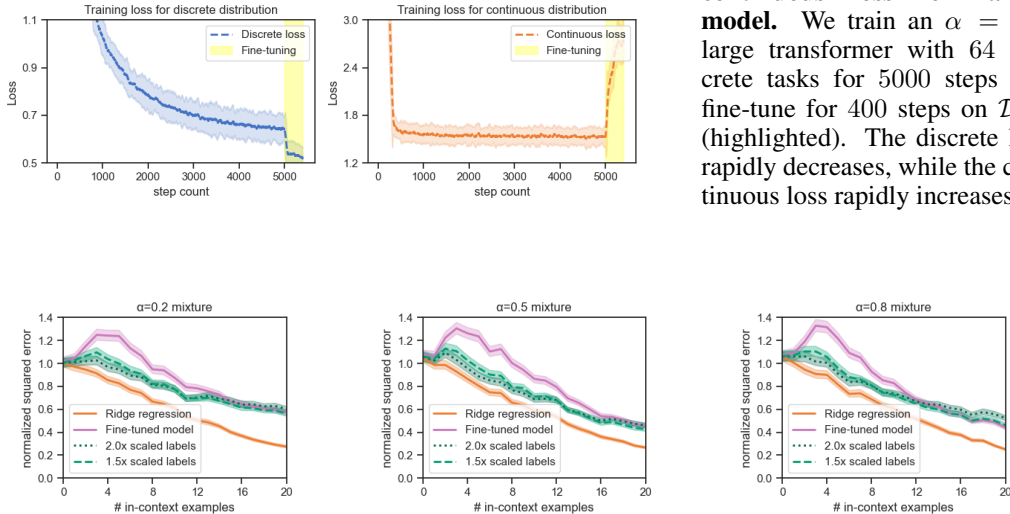 Training loss for discrete distribution
1.1
0.9
0.7
0.5
Loss
Discrete loss
Fine-tuning
0 1000 2000 3000 4000 5000
step count
Training loss for continuous distribution
3.0
2.4
1.8
1.2
Loss
Continuous loss
Fine-tuning
0 1000 2000 3000 4000 5000
step count
model. We train an α =
large transformer with 64
crete tasks for 5000 steps
fine-tune for 400 steps on D
(highlighted). The discrete l
rapidly decreases, while the c
tinuous loss rapidly increases
α=0.2 mixture
1.4
1.2
1.0
0.8
0.6
0.4
0.2
0.0
normalized squared error
Ridge regression
Fine-tuned model
2.0x scaled labels
1.5x scaled labels
0 4 8 12 16 20
# in-context examples
α=0.5 mixture
1.4
1.2
1.0
0.8
0.6
0.4
0.2
0.0
normalized squared error
Ridge regression
Fine-tuned model
2.0x scaled labels
1.5x scaled labels
0 4 8 12 16 20
# in-context examples
α=0.8 mixture
1.4
1.2
1.0
0.8
0.6
0.4
0.2
0.0
normalized squared error
Ridge regression
Fine-tuned model
2.0x scaled labels
1.5x scaled labels
0 4 8 12 16 20
# in-context examples